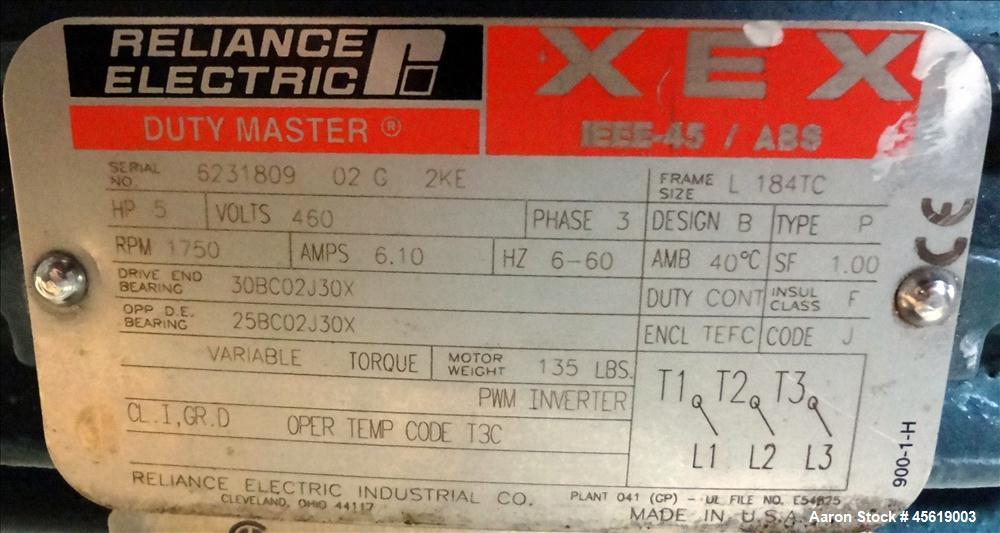 RELIANCE
ELECTRIC
XEX
DUTY MASTER ®
IEEE-45 / ABS
SERIAL NO. 6231809 02 G 2KE FRAME SIZE L 184TC
HP 5 VOLTS 460 PHASE 3 DESIGN B TYPE P
RPM 1750 AMPS 6.10 HZ 6-60 AMB 40°C SF 1.00
DRIVE END BEARING 30BC02J30X DUTY CONT INSUL CLASS F
OPP D.E. BEARING 25BC02J30X ENCL TEFC CODE J
VARIABLE TORQUE MOTOR WEIGHT 135 LBS.
PWM INVERTER
CL.I,GR.D OPER TEMP CODE T3C
T1 T2 T3
L1 L2 L3
RELIANCE ELECTRIC INDUSTRIAL CO.
CLEVELAND, OHIO 44117
PLANT 041 (GP) - UL FILE NO. E54825
MADE IN U.S.A.
CE
900-1-H
Aaron Stock # 45619003